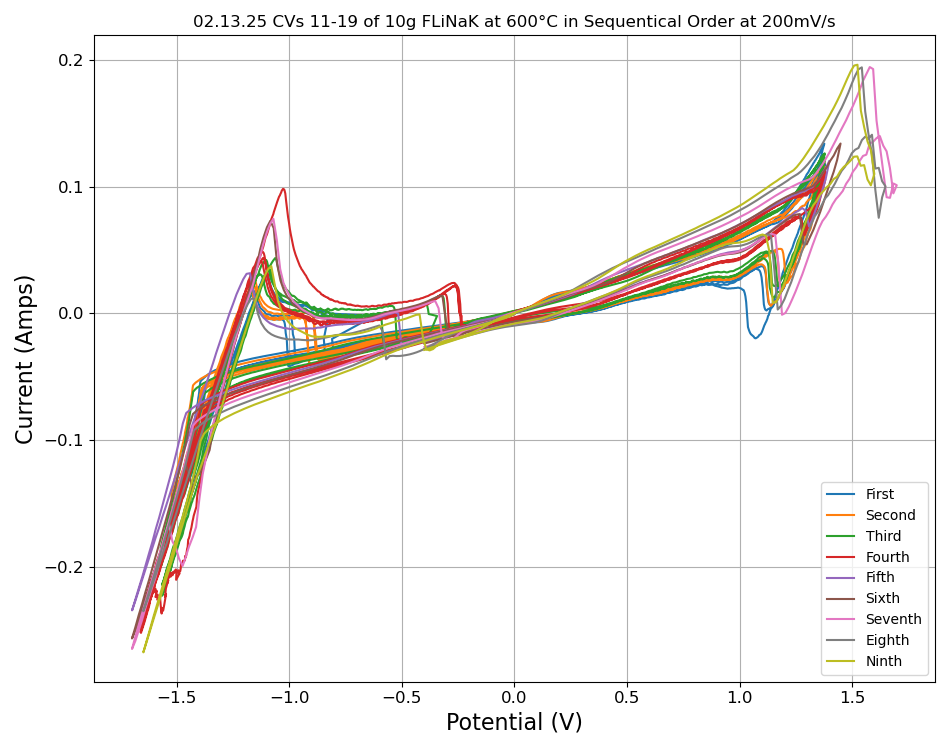 02.13.25 CVs 11-19 of 10g FLiNaK at 600°C in Sequentical Order at 200mV/s
0.2
0.1
0.0
−0.1
−0.2
Current (Amps)
First
Second
Third
Fourth
Fifth
Sixth
Seventh
Eighth
Ninth
−1.5 −1.0 −0.5 0.0 0.5 1.0 1.5
Potential (V)